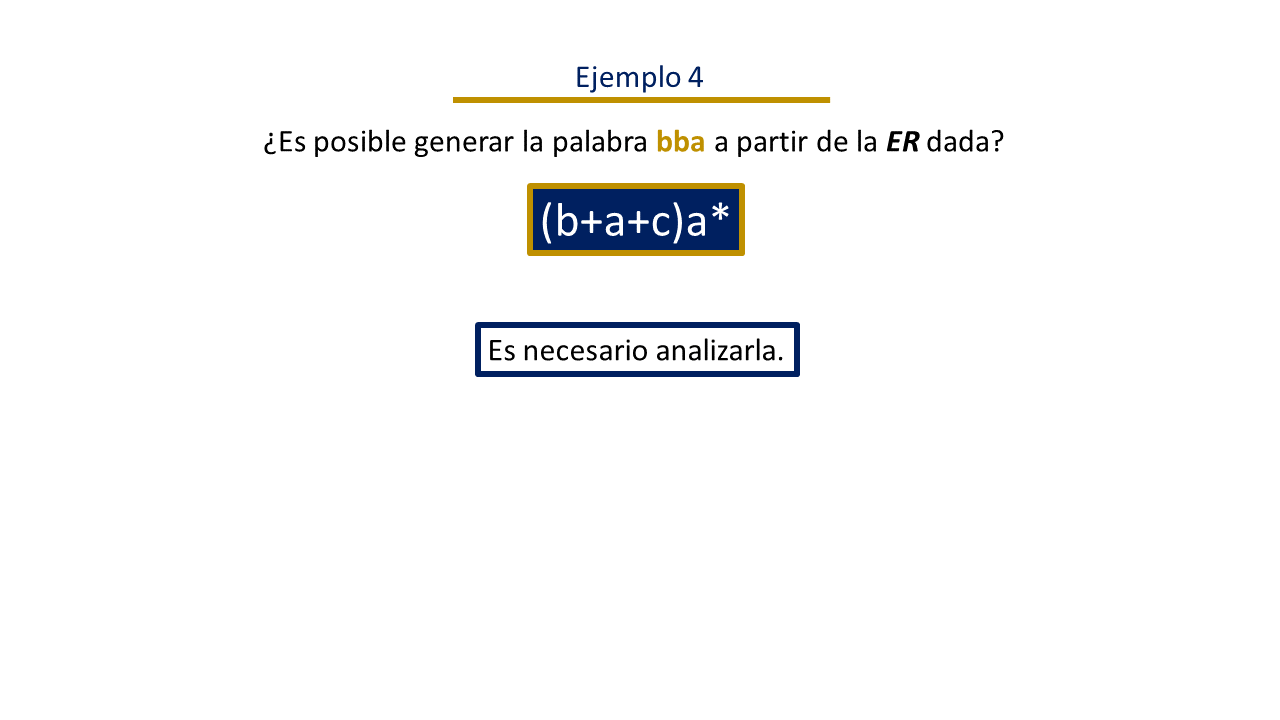 Ejemplo 4
¿Es posible generar la palabra bba a partir de la ER dada?
(b+a+c)a*
Es necesario analizarla.